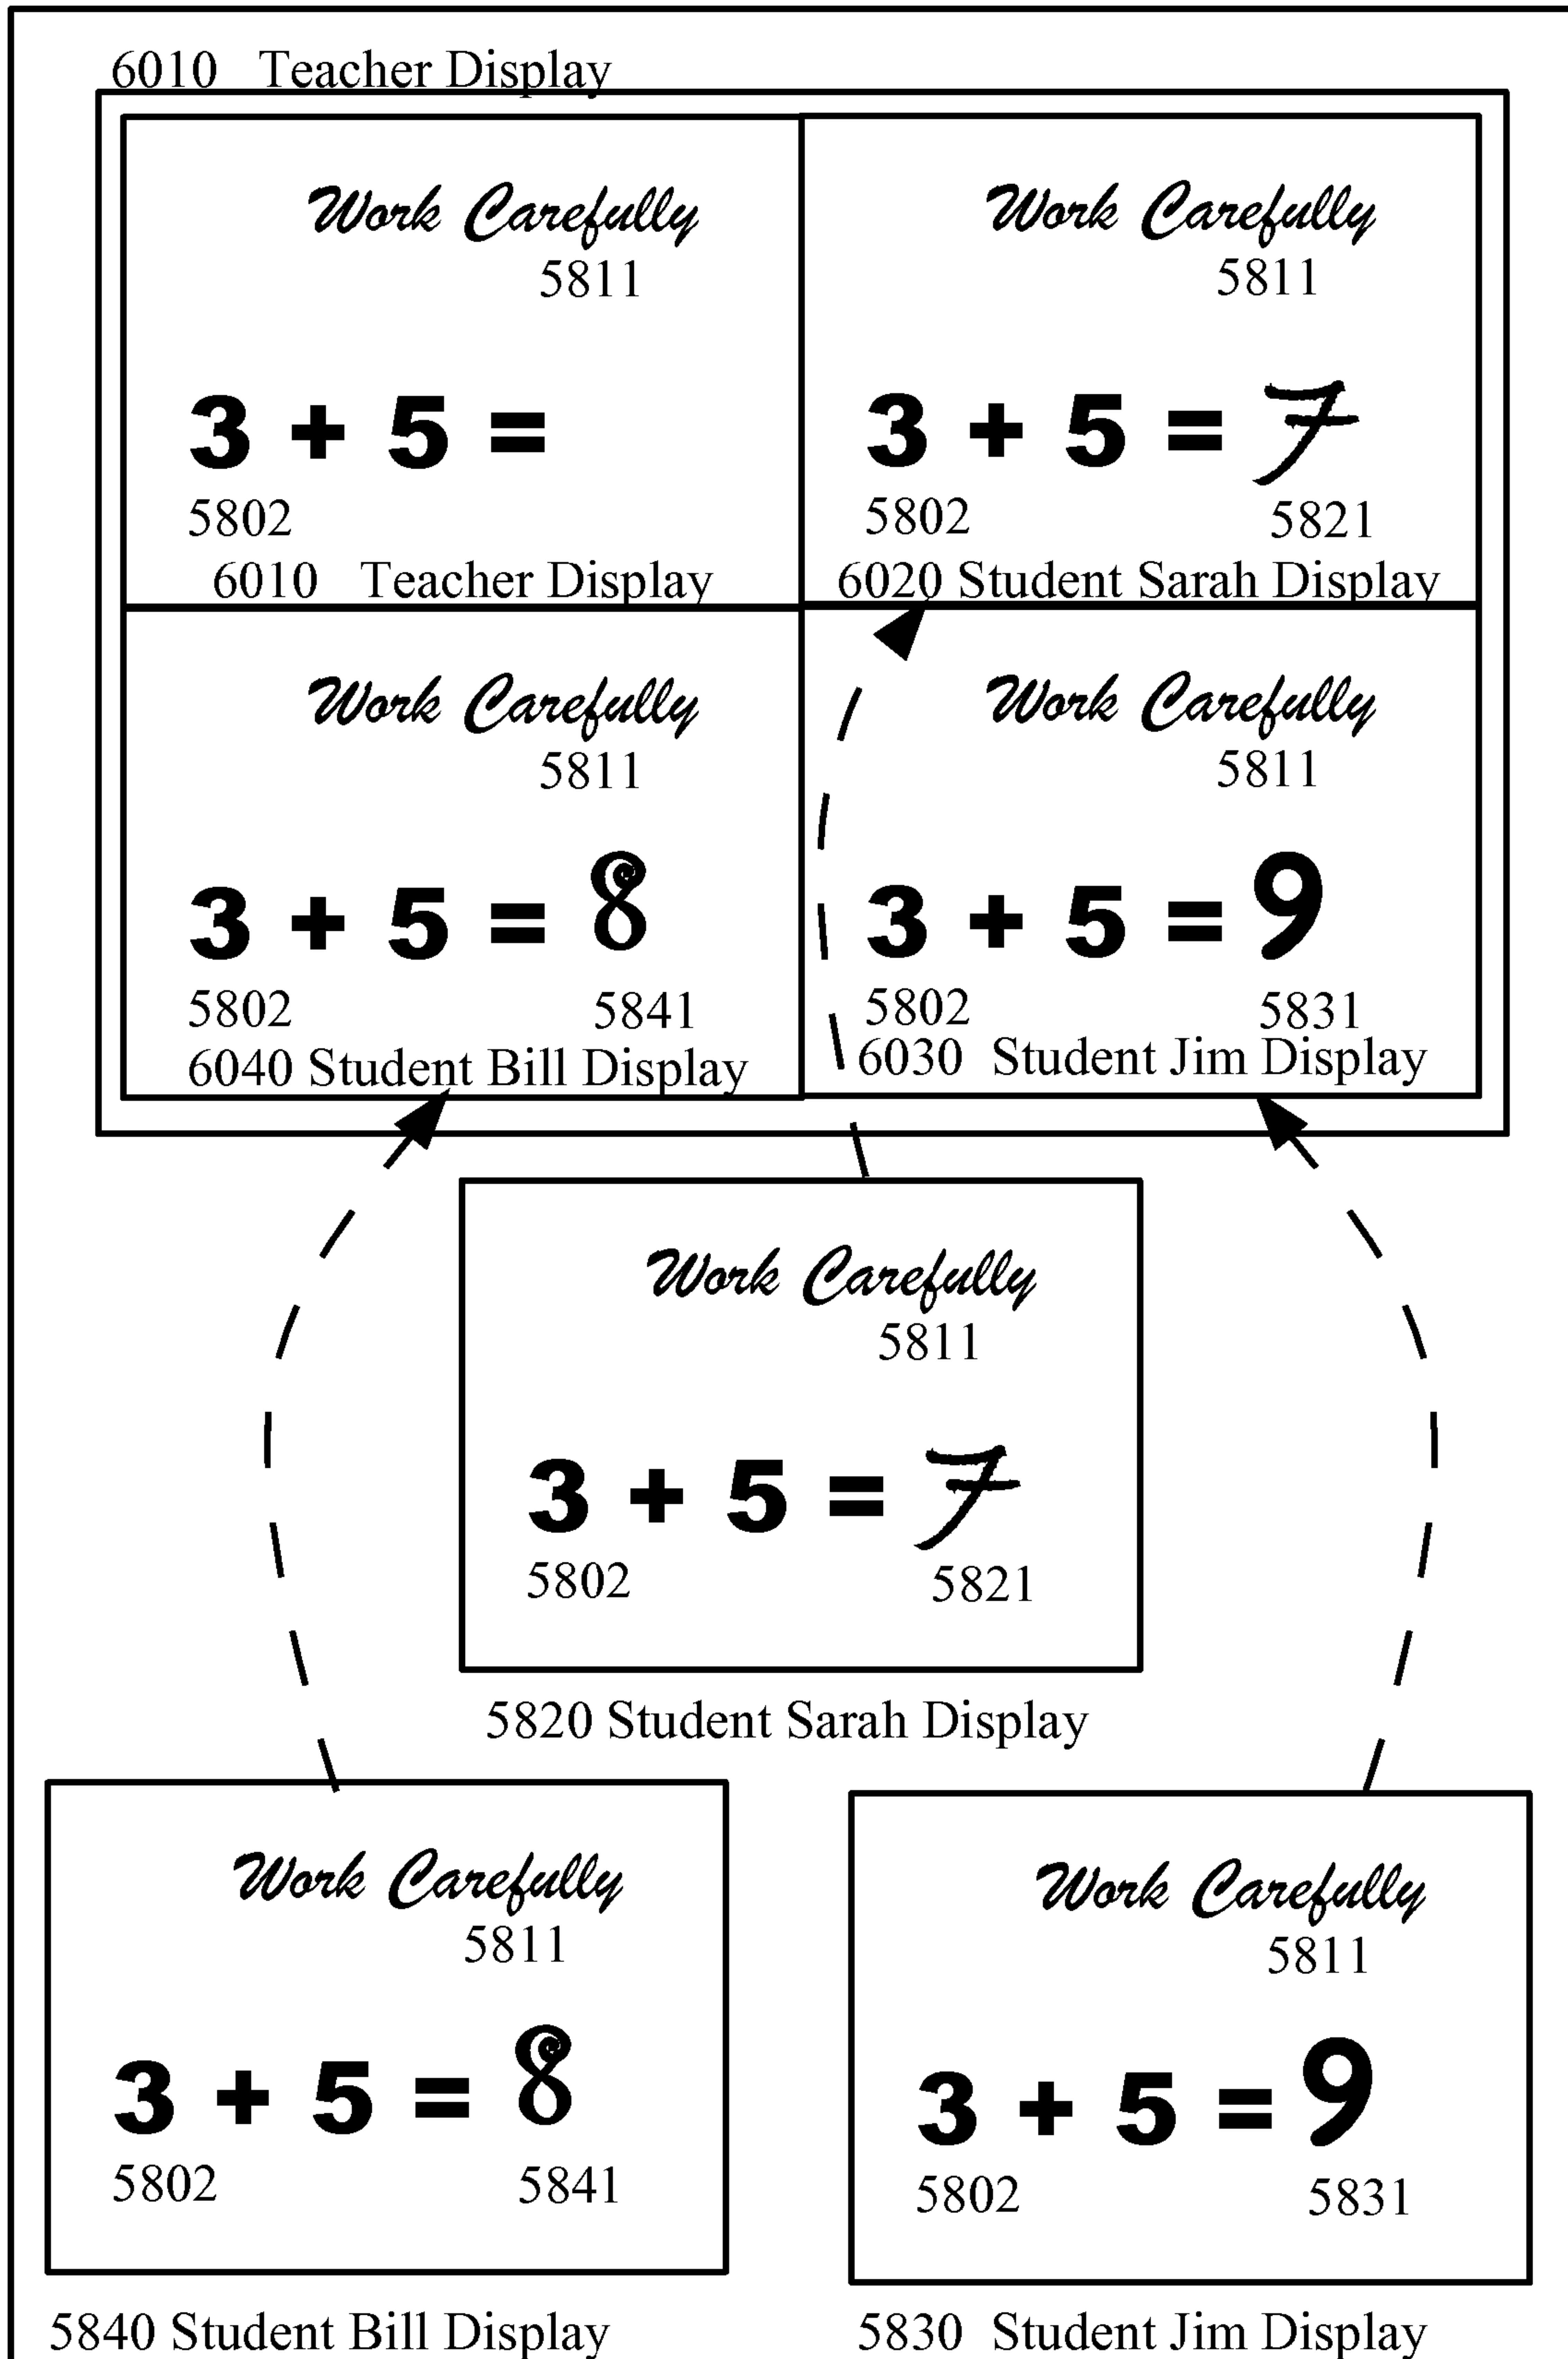 6010 Teacher Display
Work Carefully
5811
3 + 5 =
5802
6010 Teacher Display
Work Carefully
5811
3 + 5 = 7
5802 5821
6020 Student Sarah Display
Work Carefully
5811
3 + 5 = 8
5802 5841
6040 Student Bill Display
Work Carefully
5811
3 + 5 = 9
5802 5831
6030 Student Jim Display
Work Carefully
5811
3 + 5 = 7
5802 5821
5820 Student Sarah Display
Work Carefully
5811
3 + 5 = 8
5802 5841
5840 Student Bill Display
Work Carefully
5811
3 + 5 = 9
5802 5831
5830 Student Jim Display